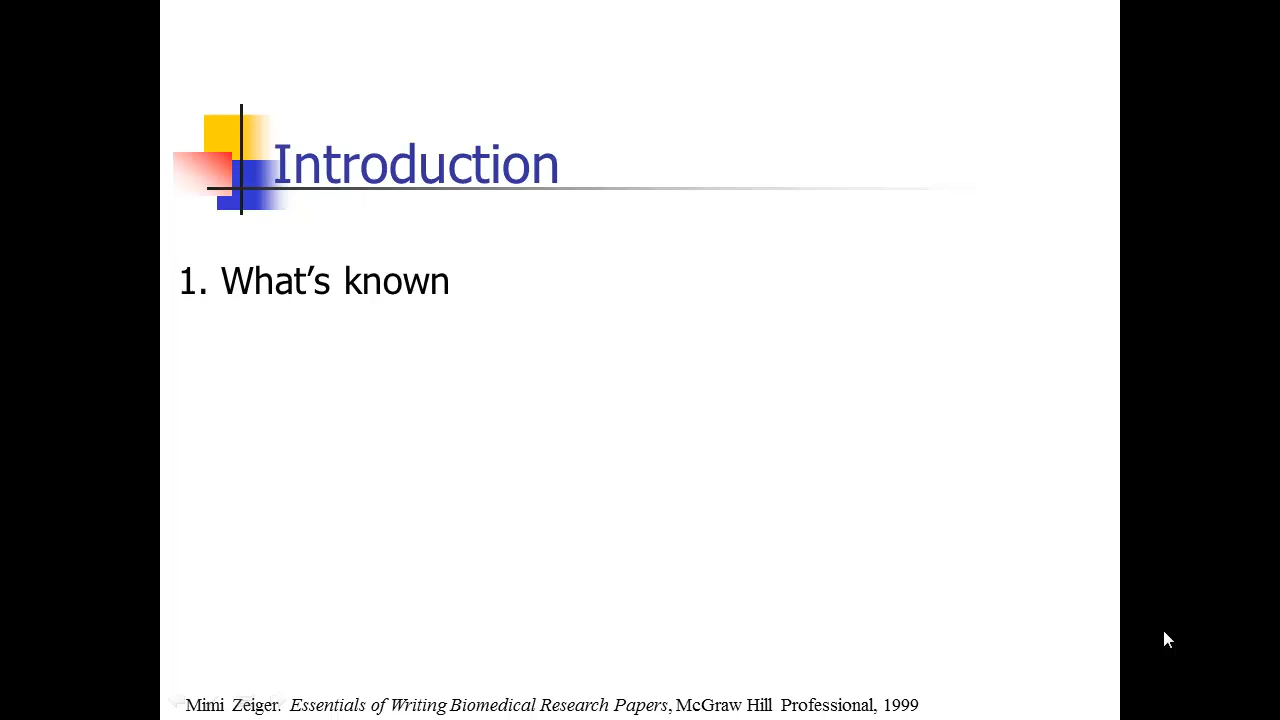 Introduction
1. What’s known
Mimi Zeiger. Essentials of Writing Biomedical Research Papers, McGraw Hill Professional, 1999